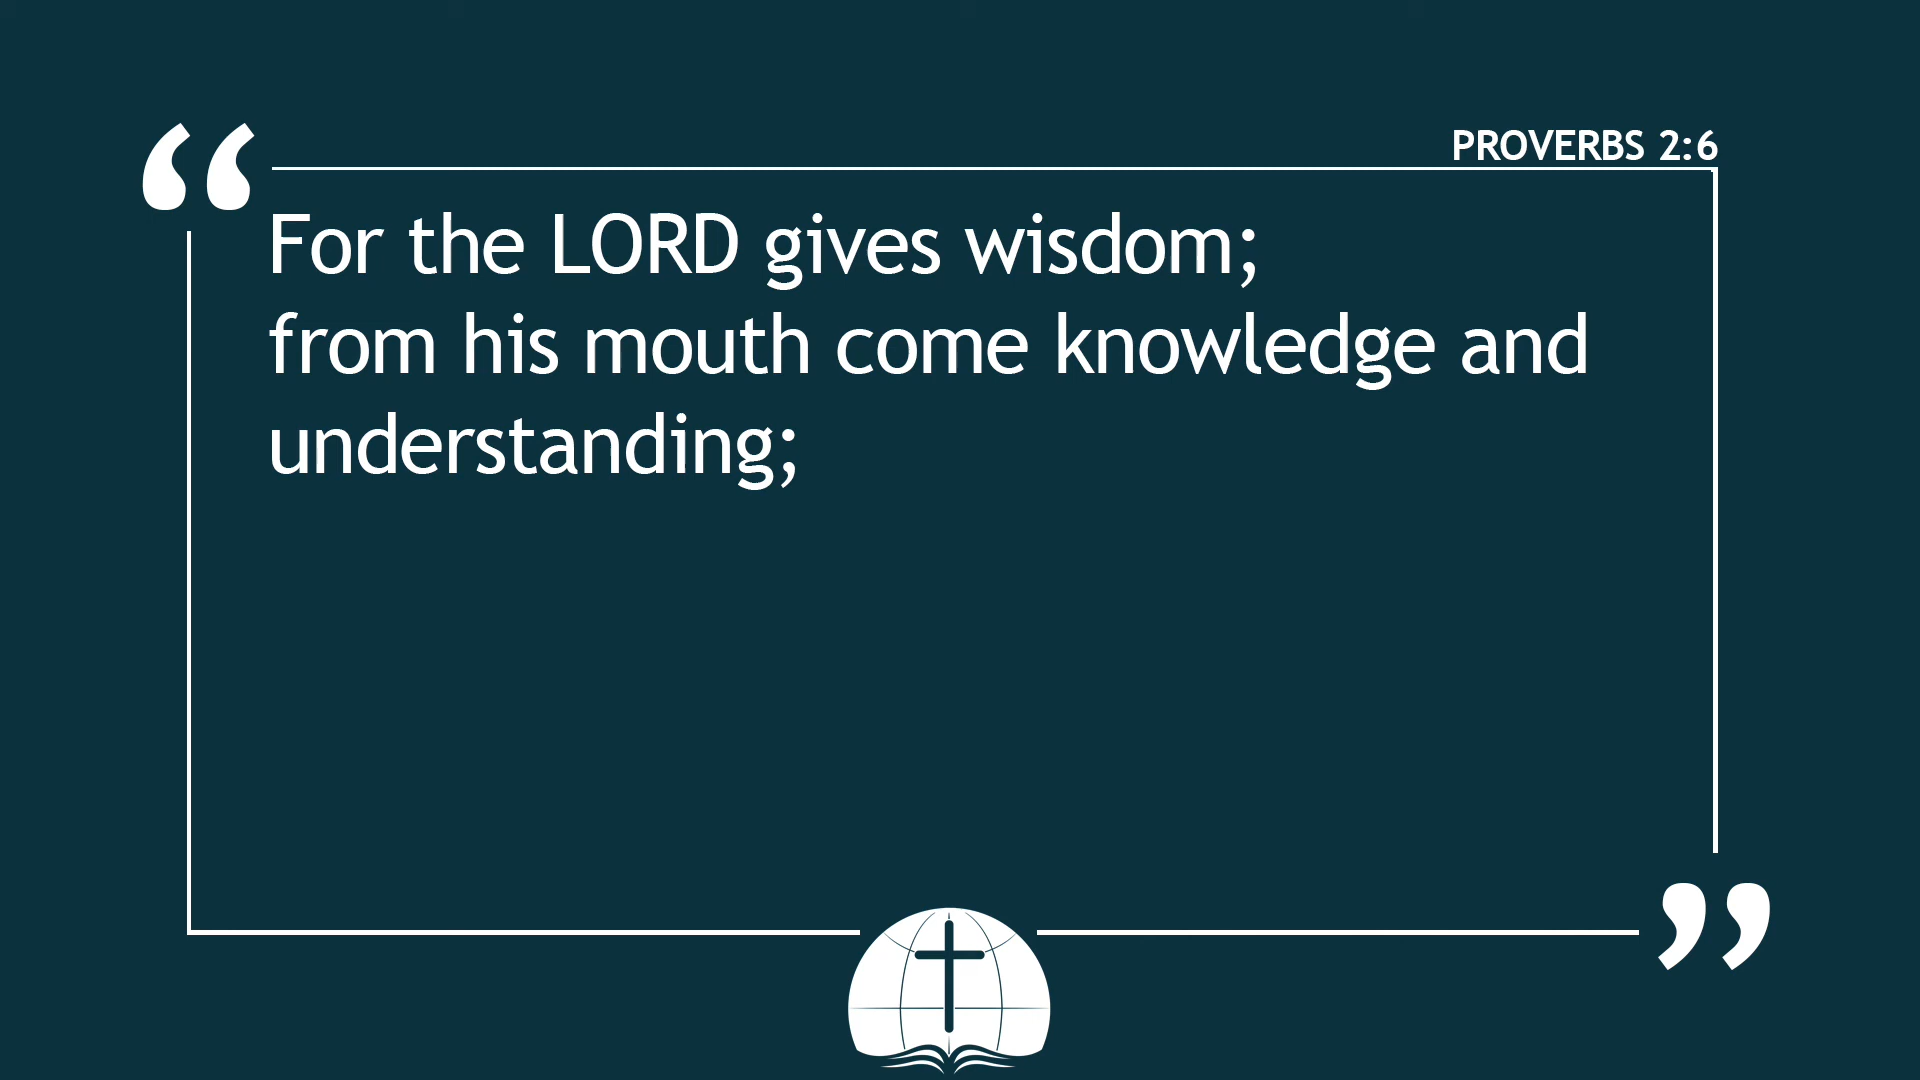 PROVERBS 2:6
“
For the LORD gives wisdom;
from his mouth come knowledge and
understanding;
”